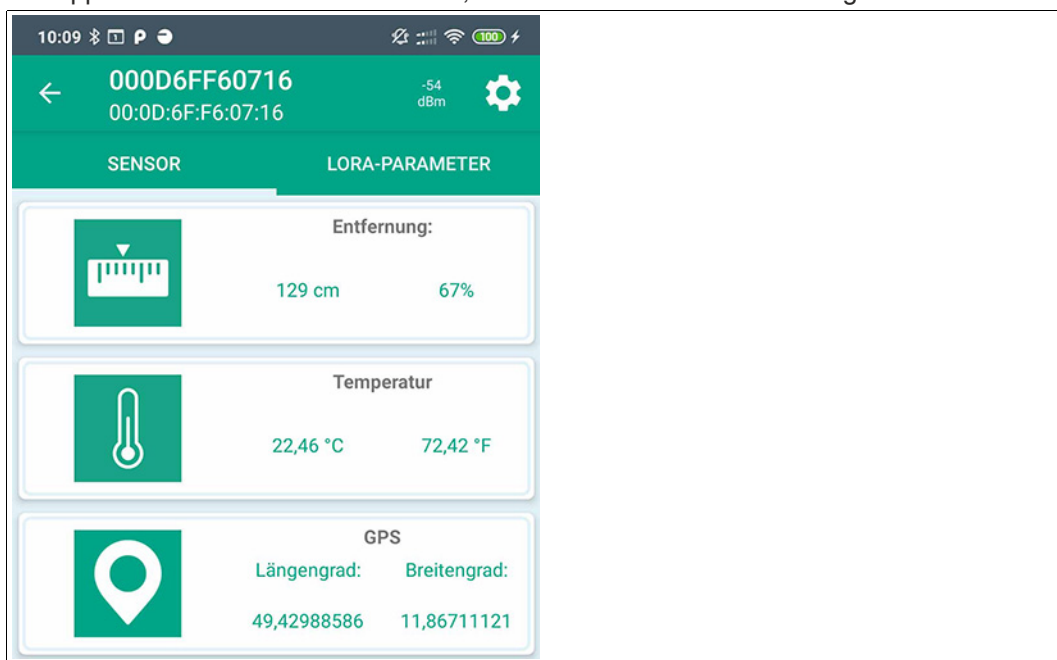 10:09
100
000D6FF60716
00:0D:6F:F6:07:16
-54
dBm
SENSOR LORA-PARAMETER
Entfernung:
129 cm 67%
Temperatur
22,46 °C 72,42 °F
GPS
Längengrad: Breitengrad:
49,42988586 11,86711121